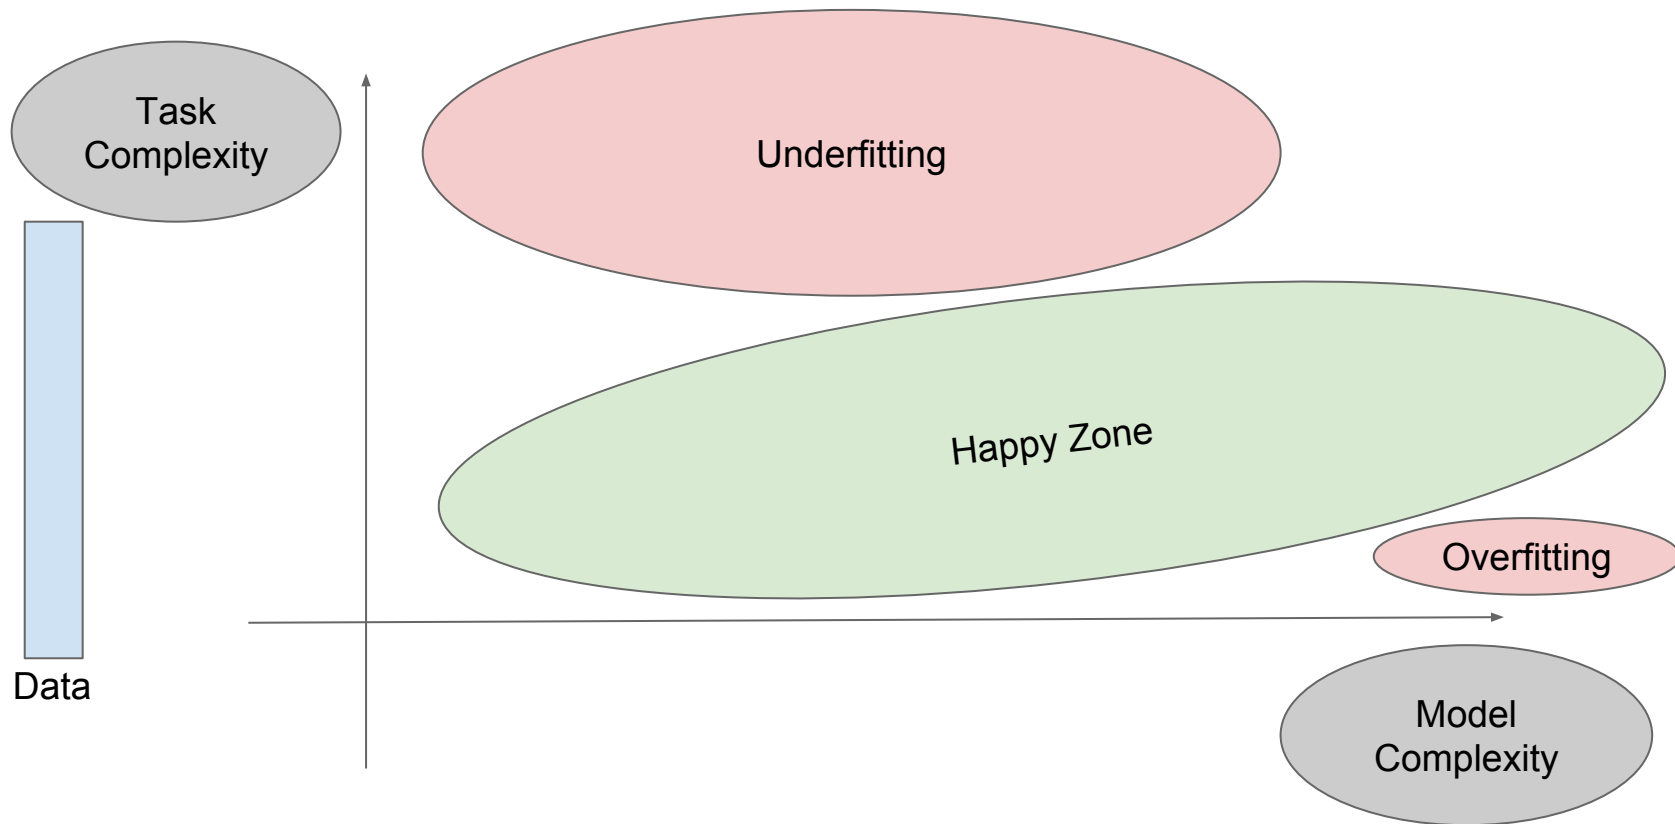 Task
Complexity
Underfitting
Happy Zone
Overfitting
Data
Model
Complexity